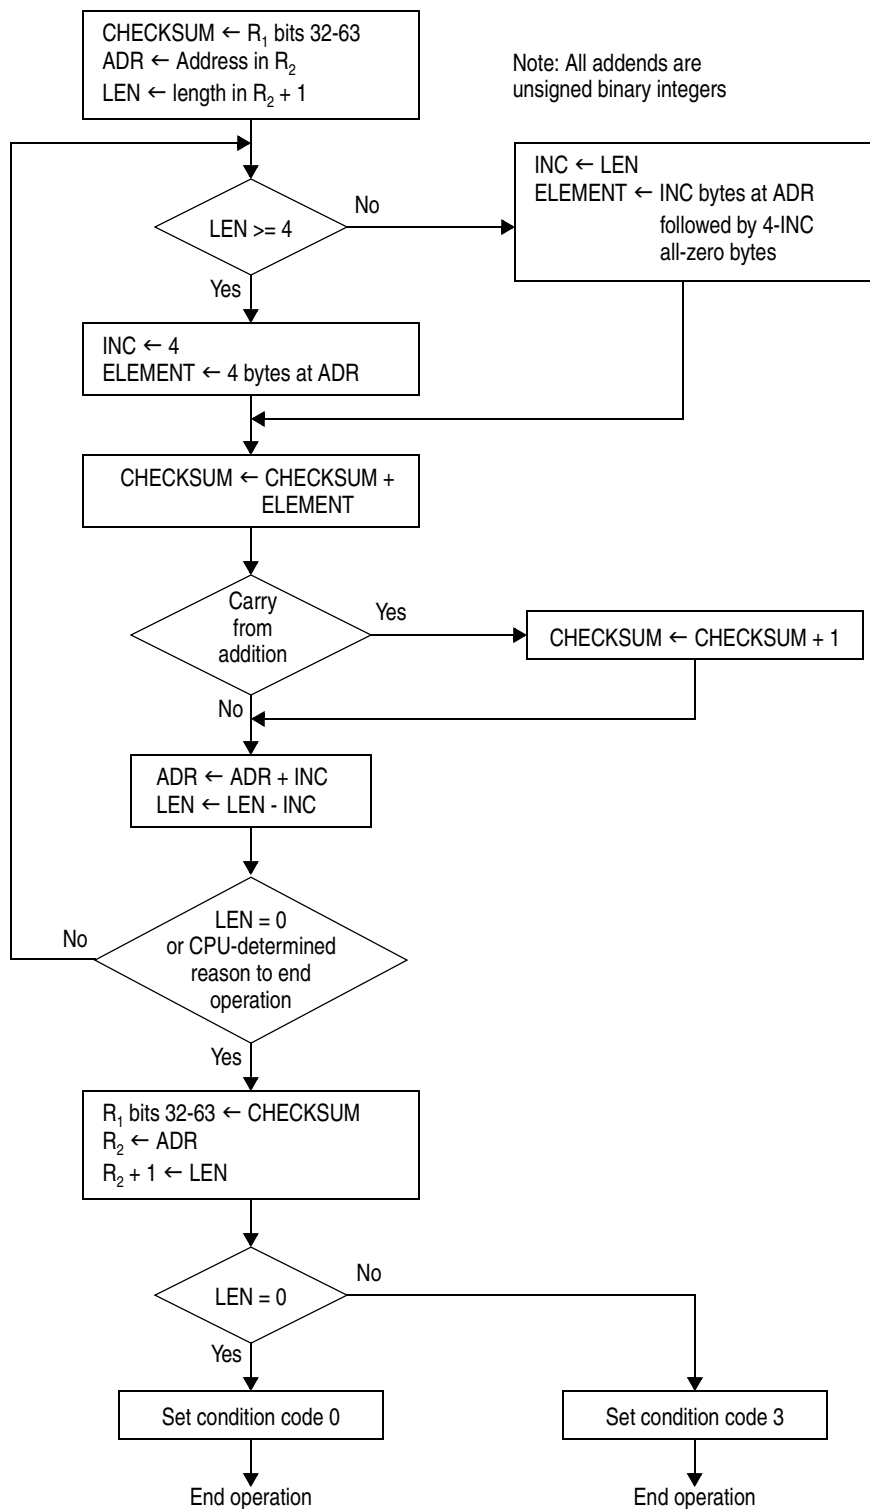 CHECKSUM ← R1 bits 32-63
ADR ← Address in R2
LEN ← length in R2 + 1
Note: All addends are
unsigned binary integers
INC ← LEN
ELEMENT ← INC bytes at ADR
followed by 4-INC
all-zero bytes
LEN >= 4
No
Yes
INC ← 4
ELEMENT ← 4 bytes at ADR
CHECKSUM ← CHECKSUM +
ELEMENT
Carry
from
addition
Yes
CHECKSUM ← CHECKSUM + 1
No
ADR ← ADR + INC
LEN ← LEN - INC
LEN = 0
or CPU-determined
reason to end
operation
No
Yes
R1 bits 32-63 ← CHECKSUM
R2 ← ADR
R2 + 1 ← LEN
LEN = 0
No
Yes
Set condition code 0
Set condition code 3
End operation
End operation